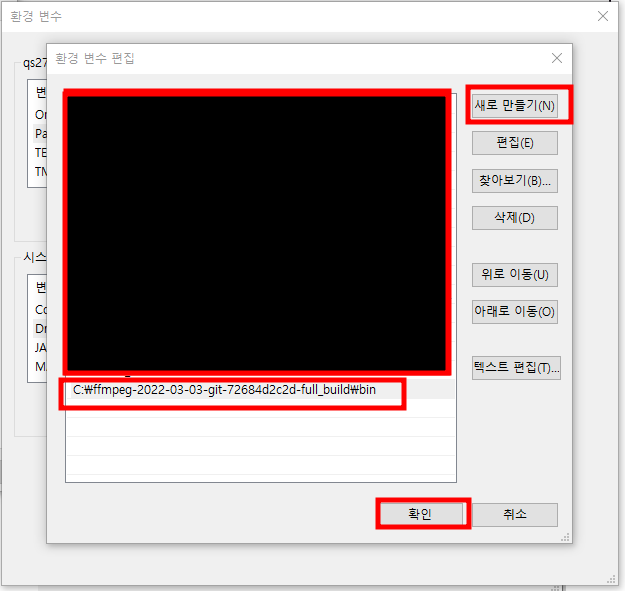 환경 변수
환경 변수 편집
qs27
변
Or
Pa
TE
TM
새로 만들기(N)
편집(E)
찾아보기(B)...
삭제(D)
시스
변
Co
Dr
JA
위로 이동(U)
아래로 이동(O)
텍스트 편집(T)...
C:\ffmpeg-2022-03-03-git-72684d2c2d-full_build\bin
확인
취소